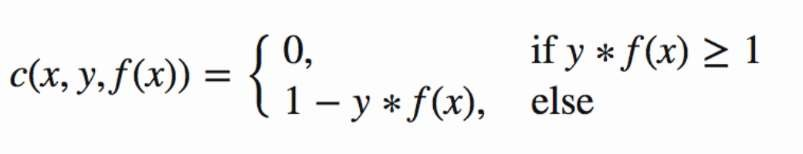 c(x, y, f(x)) = { 0, if y * f(x) ≥ 1
1 − y * f(x), else